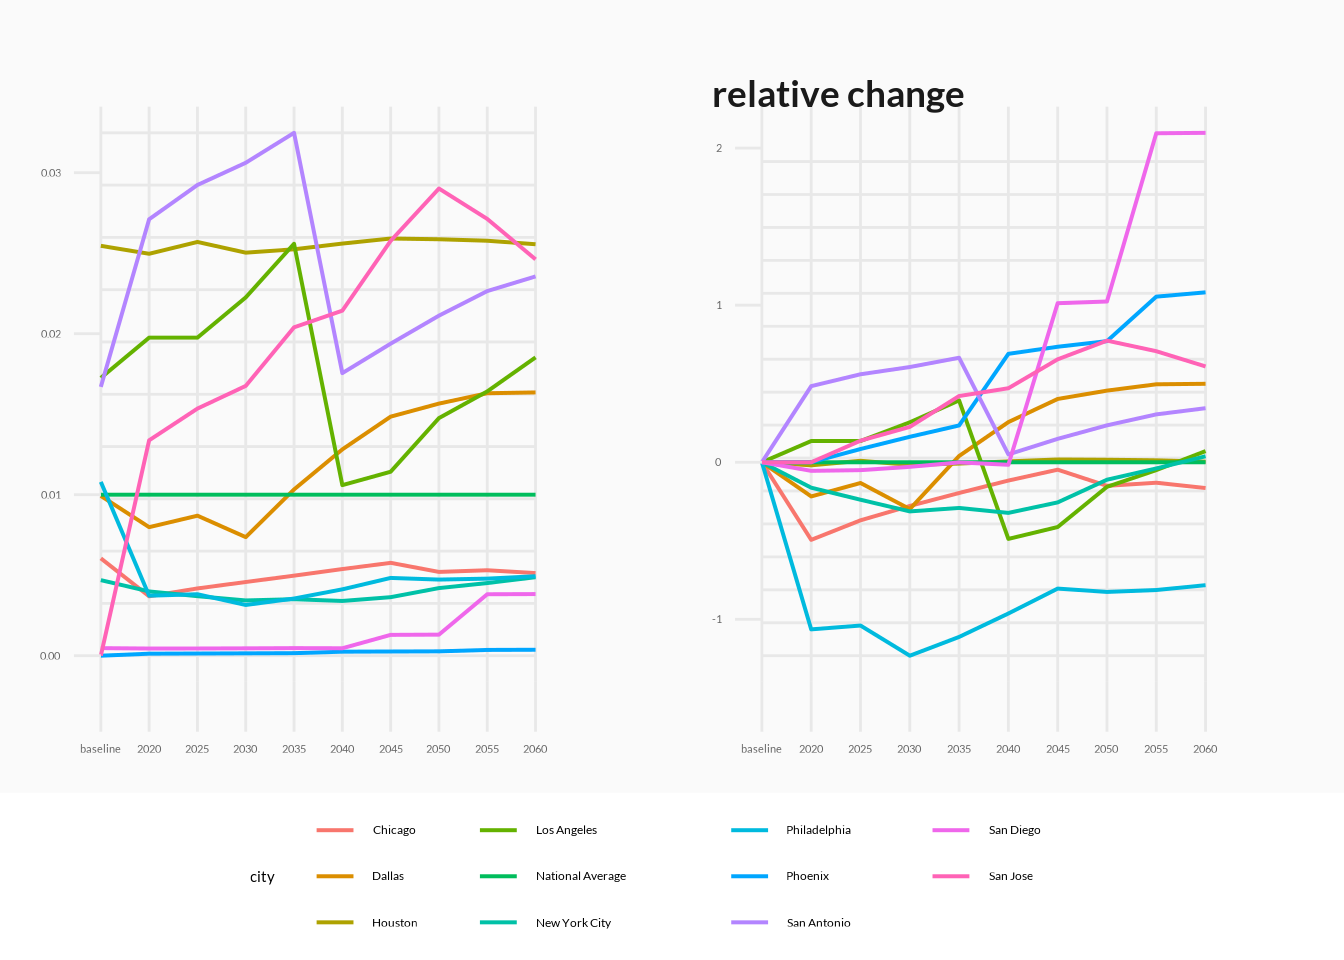 relative change
0.03
0.02
0.01
0.00
baseline 2020 2025 2030 2035 2040 2045 2050 2055 2060
2
1
0
-1
baseline 2020 2025 2030 2035 2040 2045 2050 2055 2060
city
Chicago Los Angeles Philadelphia San Diego
Dallas National Average Phoenix San Jose
Houston New York City San Antonio